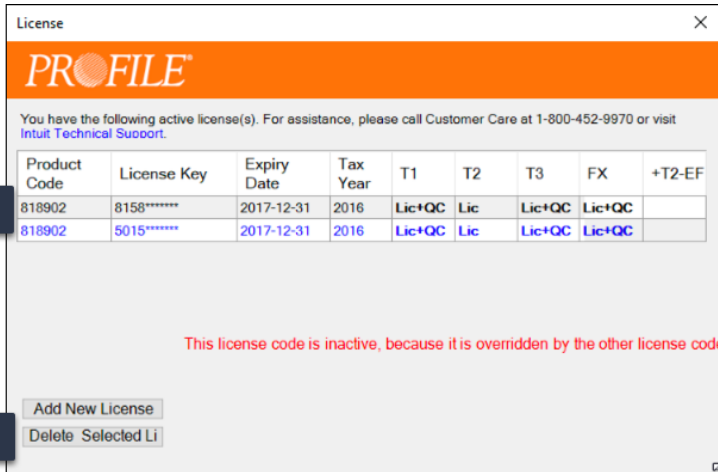 License
PROFILE
You have the following active license(s). For assistance, please call Customer Care at 1-800-452-9970 or visit
Intuit Technical Support.
Product Code License Key Expiry Date Tax Year T1 T2 T3 FX +T2-EF
818902 8158******* 2017-12-31 2016 Lic+QC Lic Lic+QC Lic+QC
818902 5015******* 2017-12-31 2016 Lic+QC Lic Lic+QC Lic+QC
This license code is inactive, because it is overridden by the other license code
Add New License
Delete Selected Li